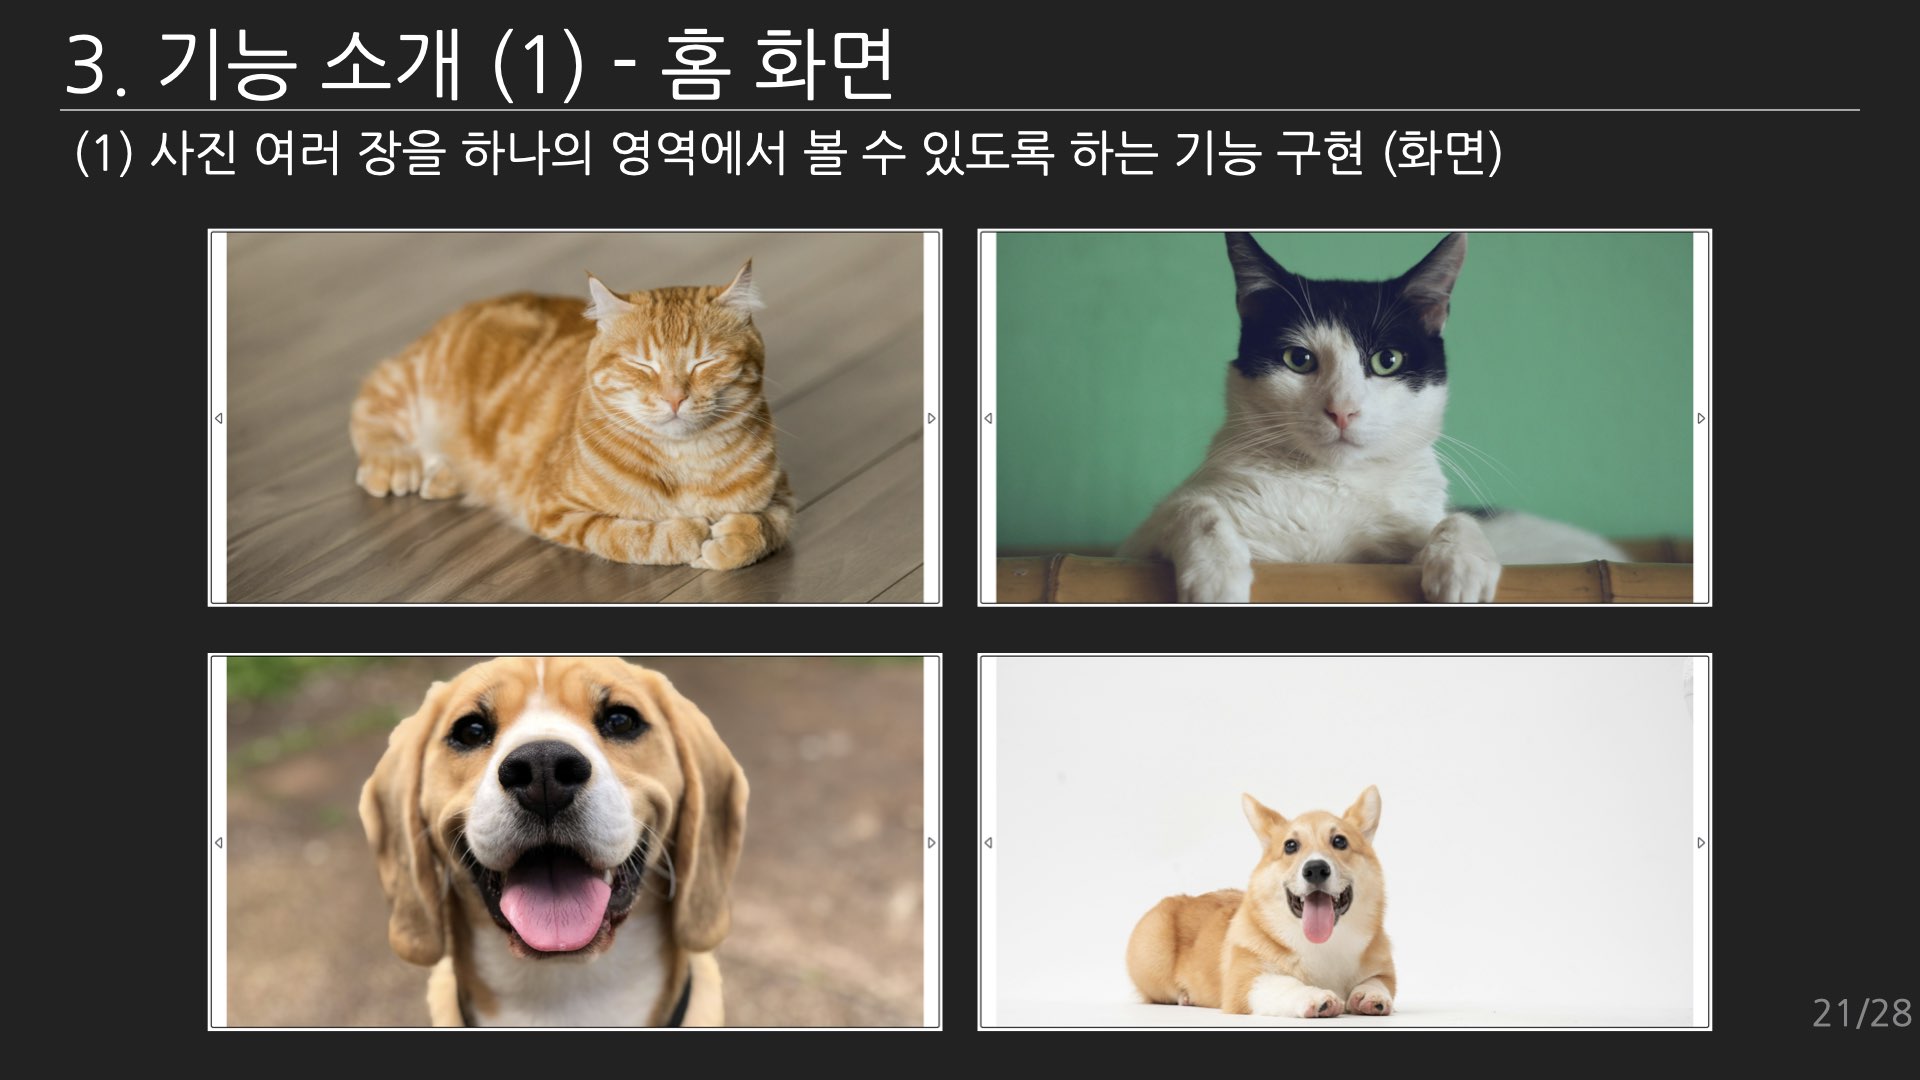 3. 기능 소개 (1) - 홈 화면
(1) 사진 여러 장을 하나의 영역에서 볼 수 있도록 하는 기능 구현 (화면)
21/28